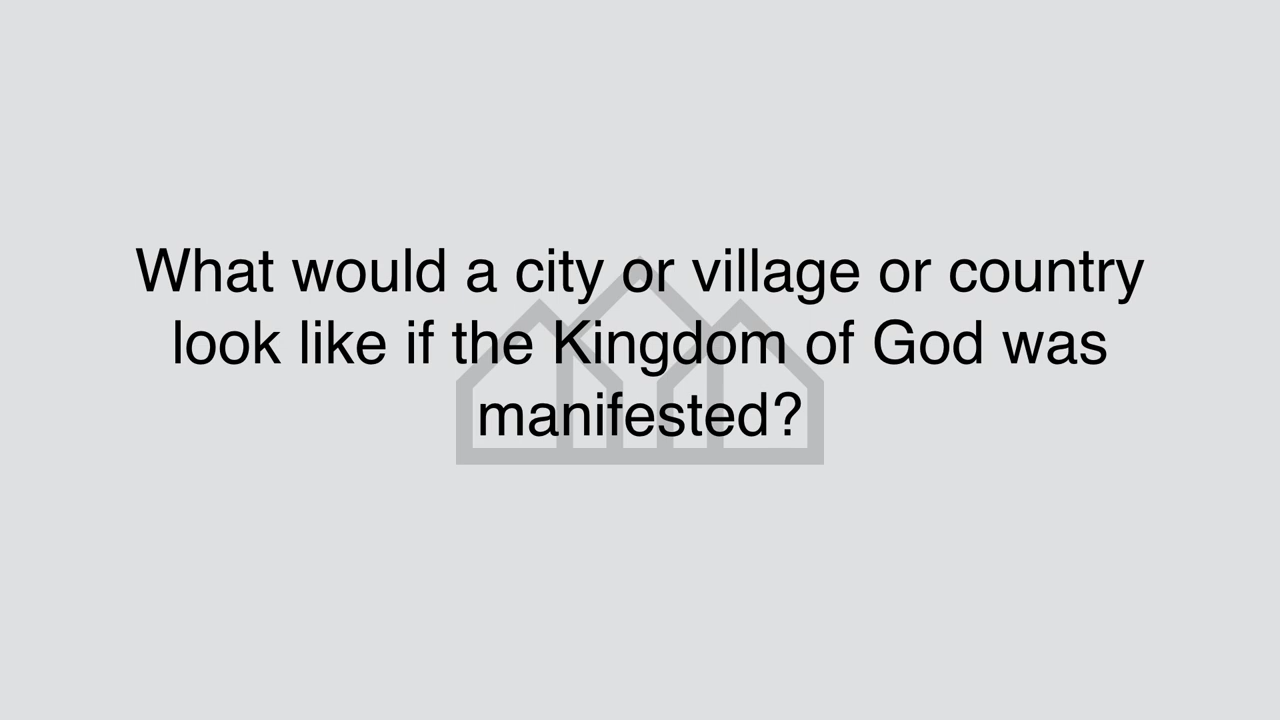 What would a city or village or country
look like if the Kingdom of God was
manifested?